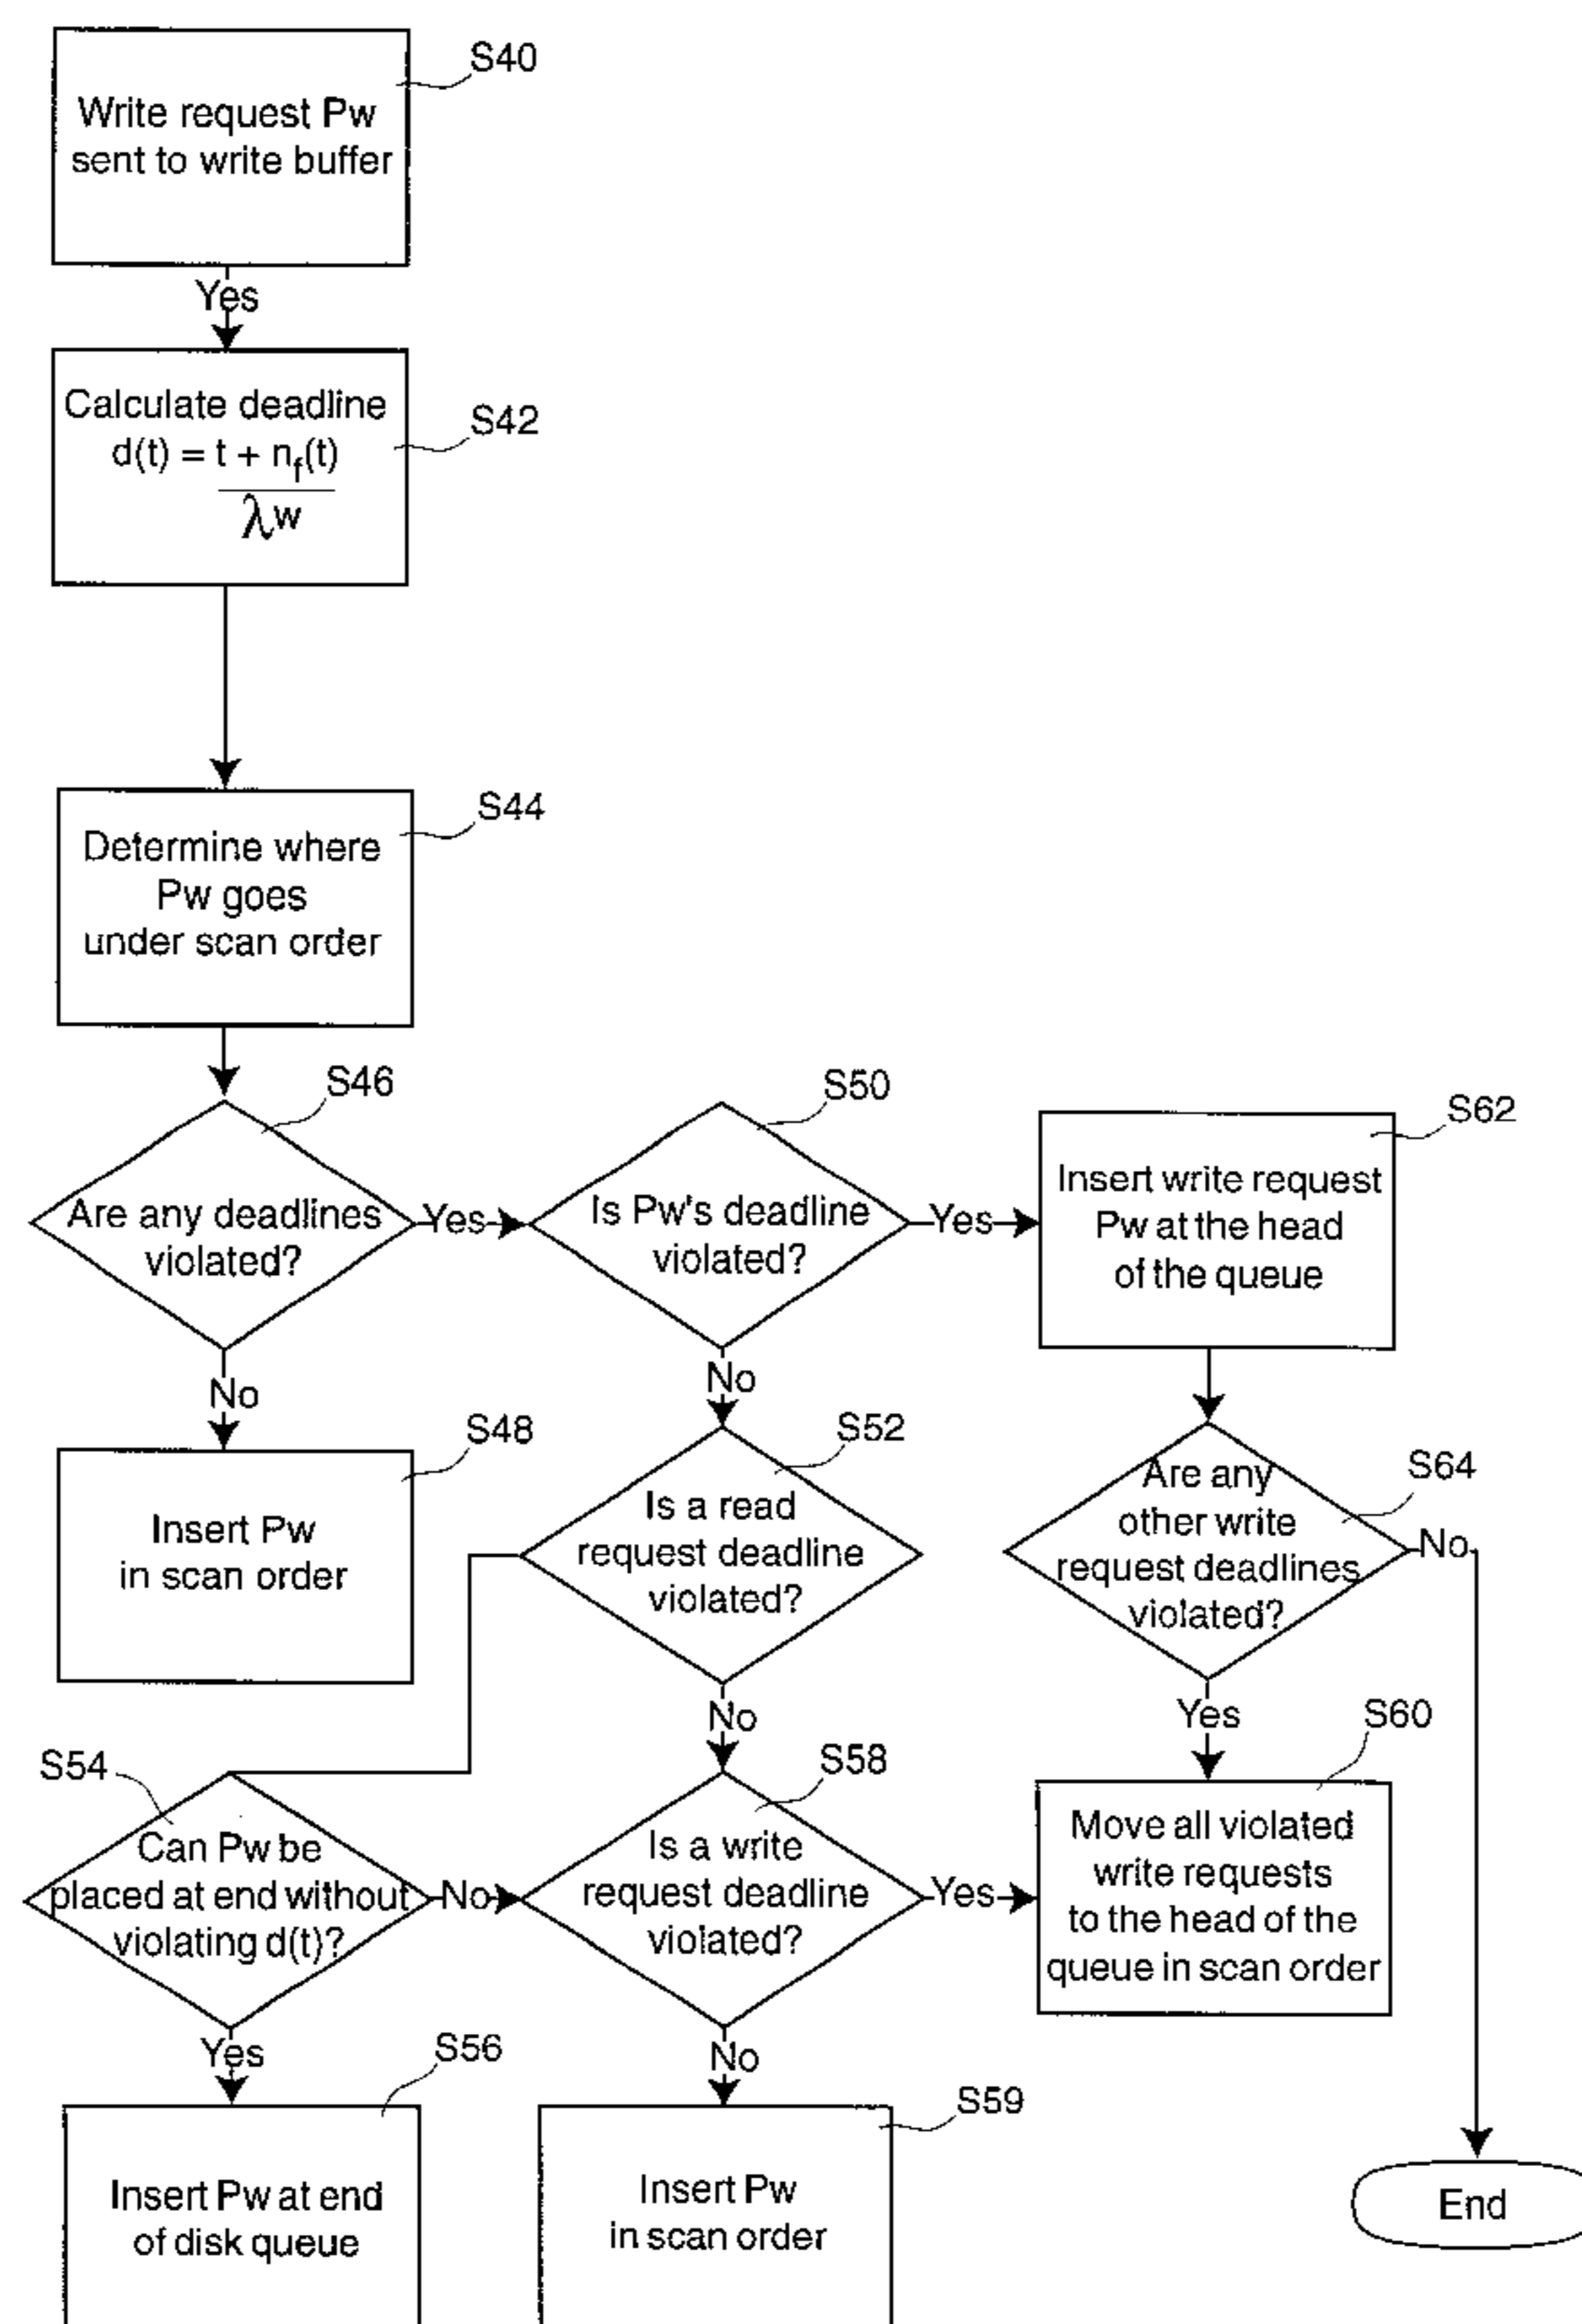 S40
Write request Pw
sent to write buffer
Yes
Calculate deadline
d(t) = t + nf(t)
λw
S42
S44
Determine where
Pw goes
under scan order
S46
Are any deadlines
violated?
Yes
S50
Is Pw's deadline
violated?
Yes
S62
Insert write request
Pw at the head
of the queue
No
S48
Insert Pw
in scan order
No
S52
Is a read
request deadline
violated?
S64
Are any
other write
request deadlines
violated?
No
S54
Can Pw be
placed at end without
violating d(t)?
No
No
S58
Is a write
request deadline
violated?
Yes
Yes
S60
Move all violated
write requests
to the head of the
queue in scan order
Yes
S56
Insert Pw at end
of disk queue
No
S59
Insert Pw
in scan order
End